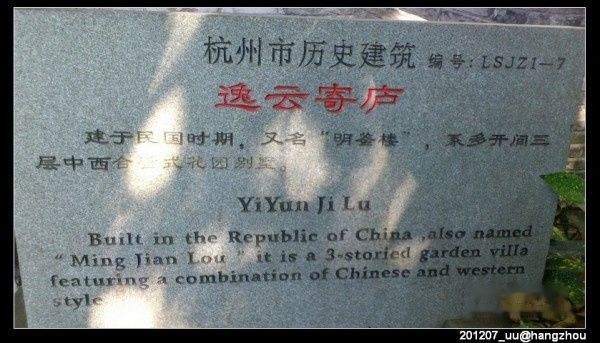 杭州市历史建筑 编号:LSJZ1-7
逸云寄庐
建于民国时期，又名“明鉴楼”，系多开间三
层中西合璧式花园别墅。
YiYun Ji Lu
Built in the Republic of China ,also named
“ Ming Jian Lou ” it is a 3-storied garden villa
featuring a combination of Chinese and western
style
201207_uu@hangzhou